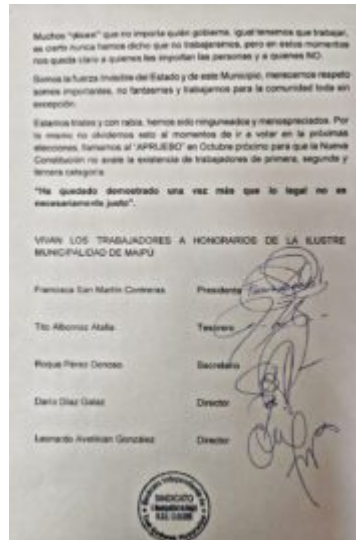 Muchos "dicen" que no importa quién gobierna, igual tenemos que trabajar,
es cierto nunca hemos dicho que no trabajaremos, pero en estos momentos
nos queda claro a quienes les importan las personas y a quienes NO.
Somos la fuerza invisible del Estado y de este Municipio, merecemos respeto
somos importantes, no fantasmas y trabajamos para la comunidad toda sin
excepción.
Estamos tristes y con rabia, hemos sido ninguneados y menospreciados. Por
lo mismo no olvidemos esto al momentos de ir a votar en la próximas
elecciones, llamamos al "APRUEBO" en Octubre próximo para que la Nueva
Constitución no avale la existencia de trabajadores de primera, segunda y
tercera categoría.
"Ha quedado demostrado una vez más que lo legal no es
necesariamente justo".
VIVAN LOS TRABAJADORES A HONORARIOS DE LA ILUSTRE
MUNICIPALIDAD DE MAIPÚ
Francisca San Martín Contreras Presidenta
Tito Albornoz Atalla Tesorero
Roque Pérez Donoso Secretario
Darío Díaz Galaz Director
Leonardo Avetikian González Director
SINDICATO